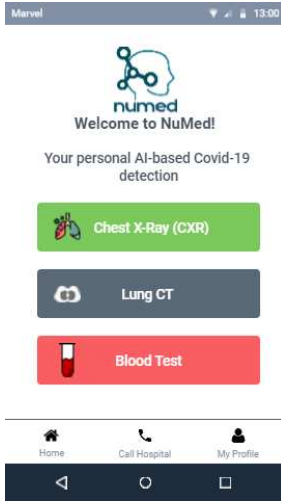 Marvel 13:00
numed
Welcome to NuMed!
Your personal AI-based Covid-19
detection
Chest X-Ray (CXR)
Lung CT
Blood Test
Home Call Hospital My Profile